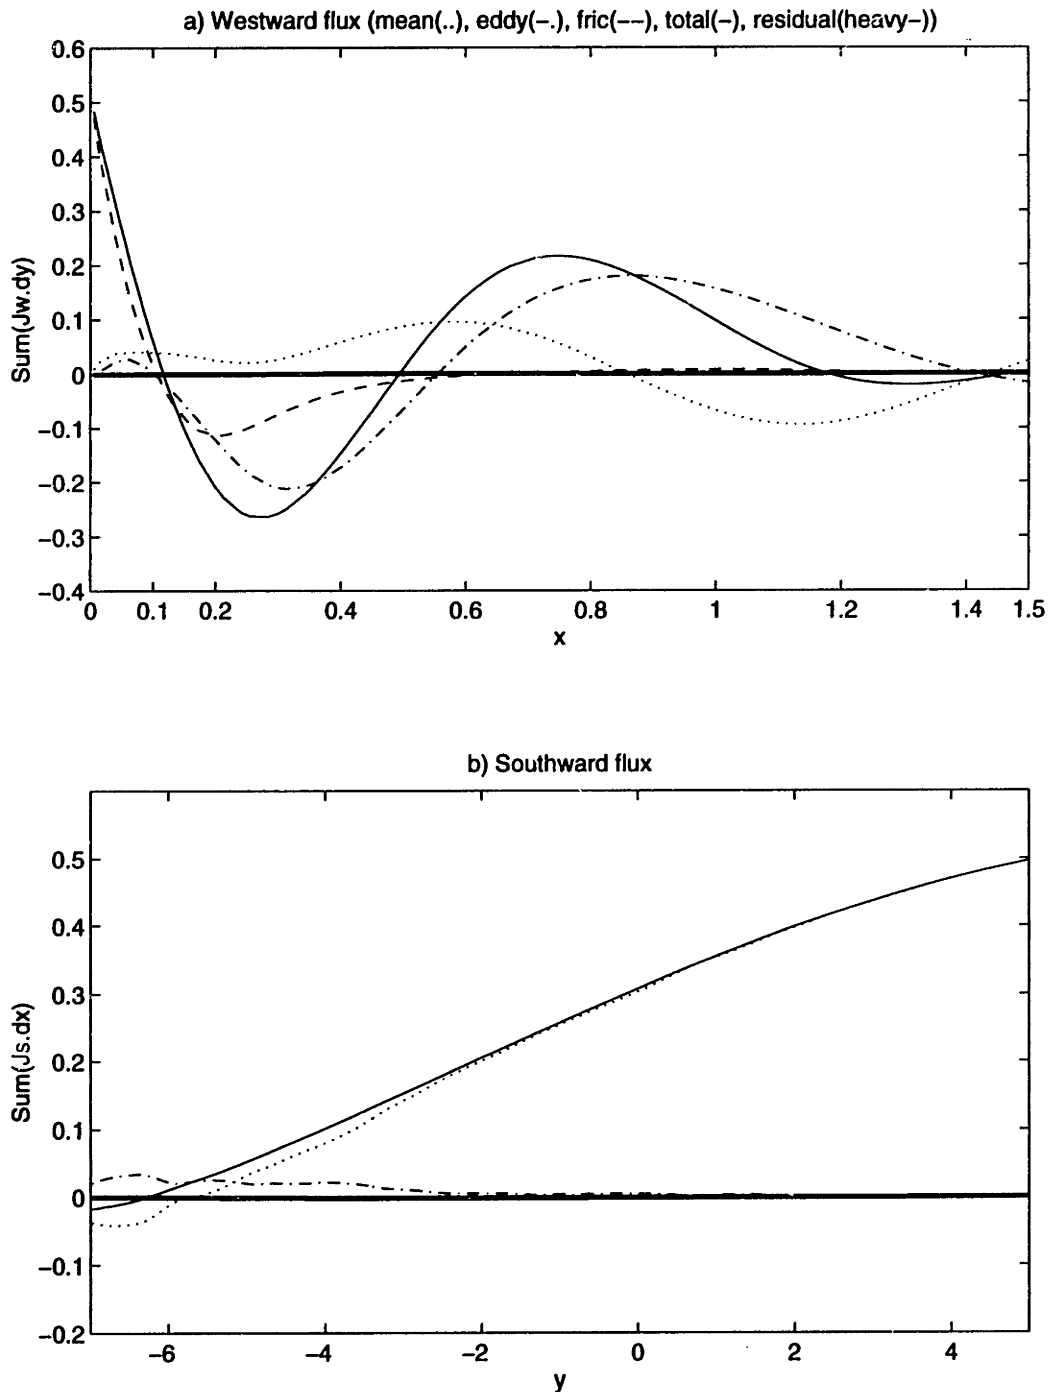 a) Westward flux (mean(..), eddy(-.), fric(--), total(-), residual(heavy-))
0.6
0.5
0.4
0.3
0.2
0.1
0
-0.1
-0.2
-0.3
-0.4
Sum(Jw.dy)
0 0.1 0.2 0.4 0.6 0.8 1 1.2 1.4 1.5
x
b) Southward flux
0.5
0.4
0.3
0.2
0.1
0
-0.1
-0.2
Sum(Js.dx)
-6 -4 -2 0 2 4
y